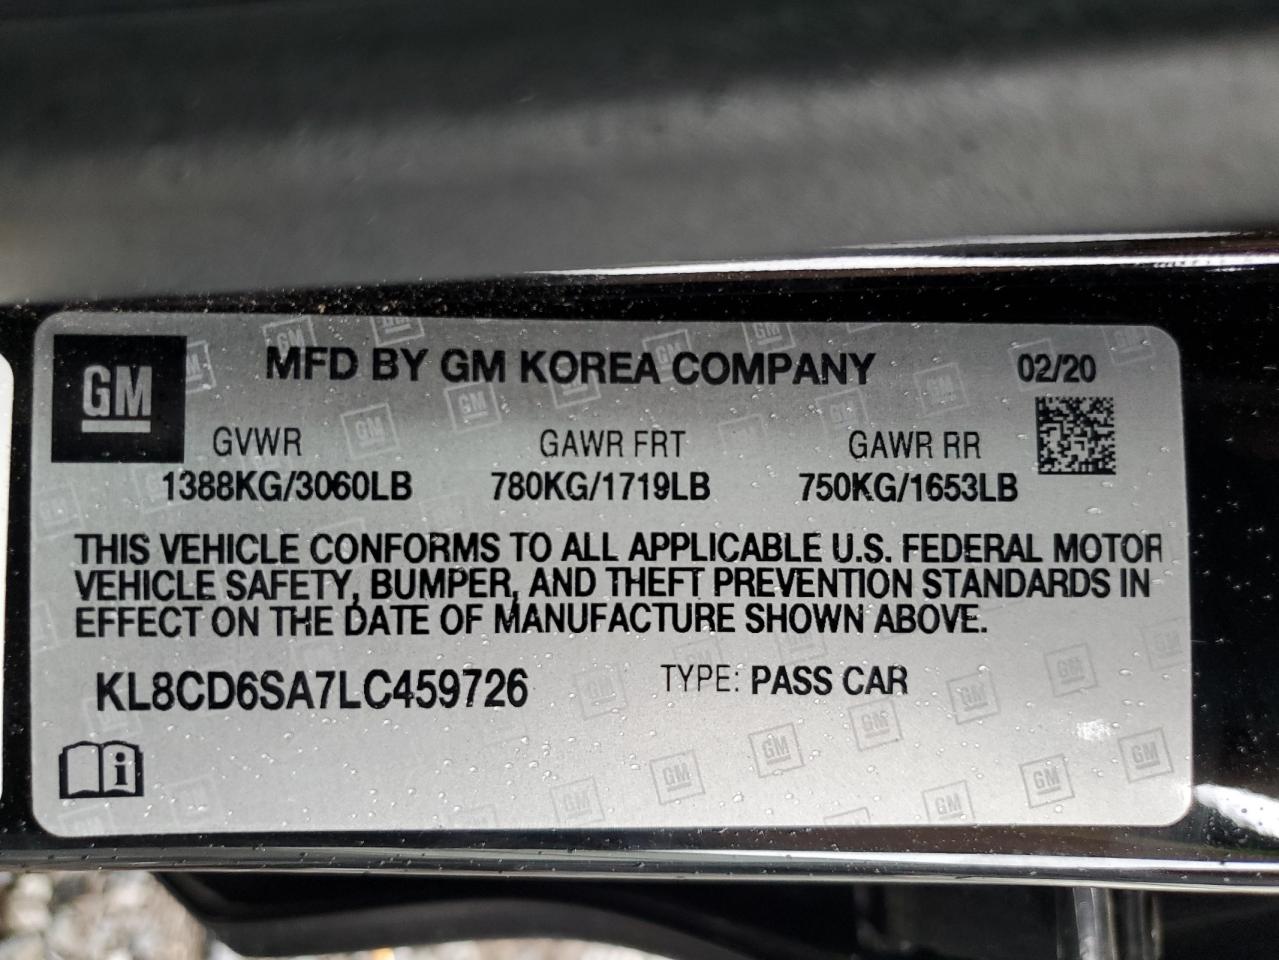 GM
MFD BY GM KOREA COMPANY 02/20
GVWR GAWR FRT GAWR RR
1388KG/3060LB 780KG/1719LB 750KG/1653LB
THIS VEHICLE CONFORMS TO ALL APPLICABLE U.S. FEDERAL MOTOR
VEHICLE SAFETY, BUMPER, AND THEFT PREVENTION STANDARDS IN
EFFECT ON THE DATE OF MANUFACTURE SHOWN ABOVE.
KL8CD6SA7LC459726 TYPE: PASS CAR
i